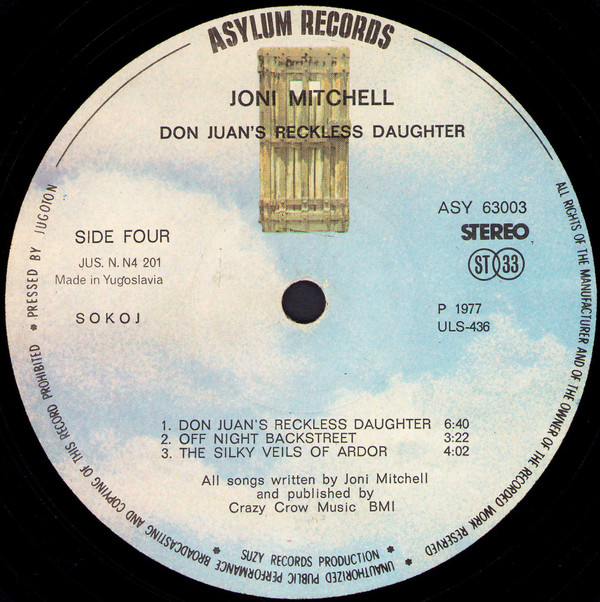 ASYLUM RECORDS
JONI MITCHELL
DON JUAN'S RECKLESS DAUGHTER
SIDE FOUR
JUS. N. N4 201
Made in Yugoslavia
SOKOJ
ASY 63003
STEREO
ST 33
P 1977
ULS-436
1. DON JUAN'S RECKLESS DAUGHTER 6:40
2. OFF NIGHT BACKSTREET 3:22
3. THE SILKY VEILS OF ARDOR 4:02
All songs written by Joni Mitchell
and published by
Crazy Crow Music BMI
SUZY RECORDS PRODUCTION *
ALL RIGHTS OF THE MANUFACTURER AND OF THE OWNER OF THE RECORDED WORK RESERVED * UNAUTHORIZED PUBLIC PERFORMANCE BROADCASTING AND COPYING OF THIS RECORD PROHIBITED * PRESSED BY JUGOTON